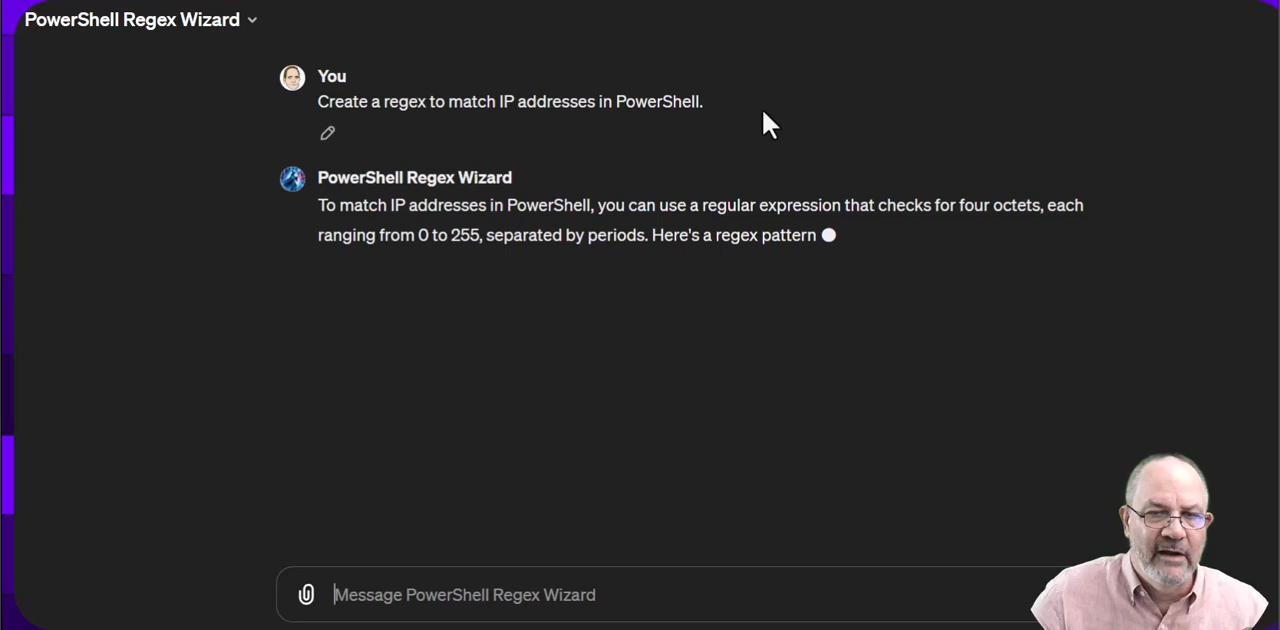 PowerShell Regex Wizard
You
Create a regex to match IP addresses in PowerShell.
PowerShell Regex Wizard
To match IP addresses in PowerShell, you can use a regular expression that checks for four octets, each
ranging from 0 to 255, separated by periods. Here's a regex pattern
Message PowerShell Regex Wizard